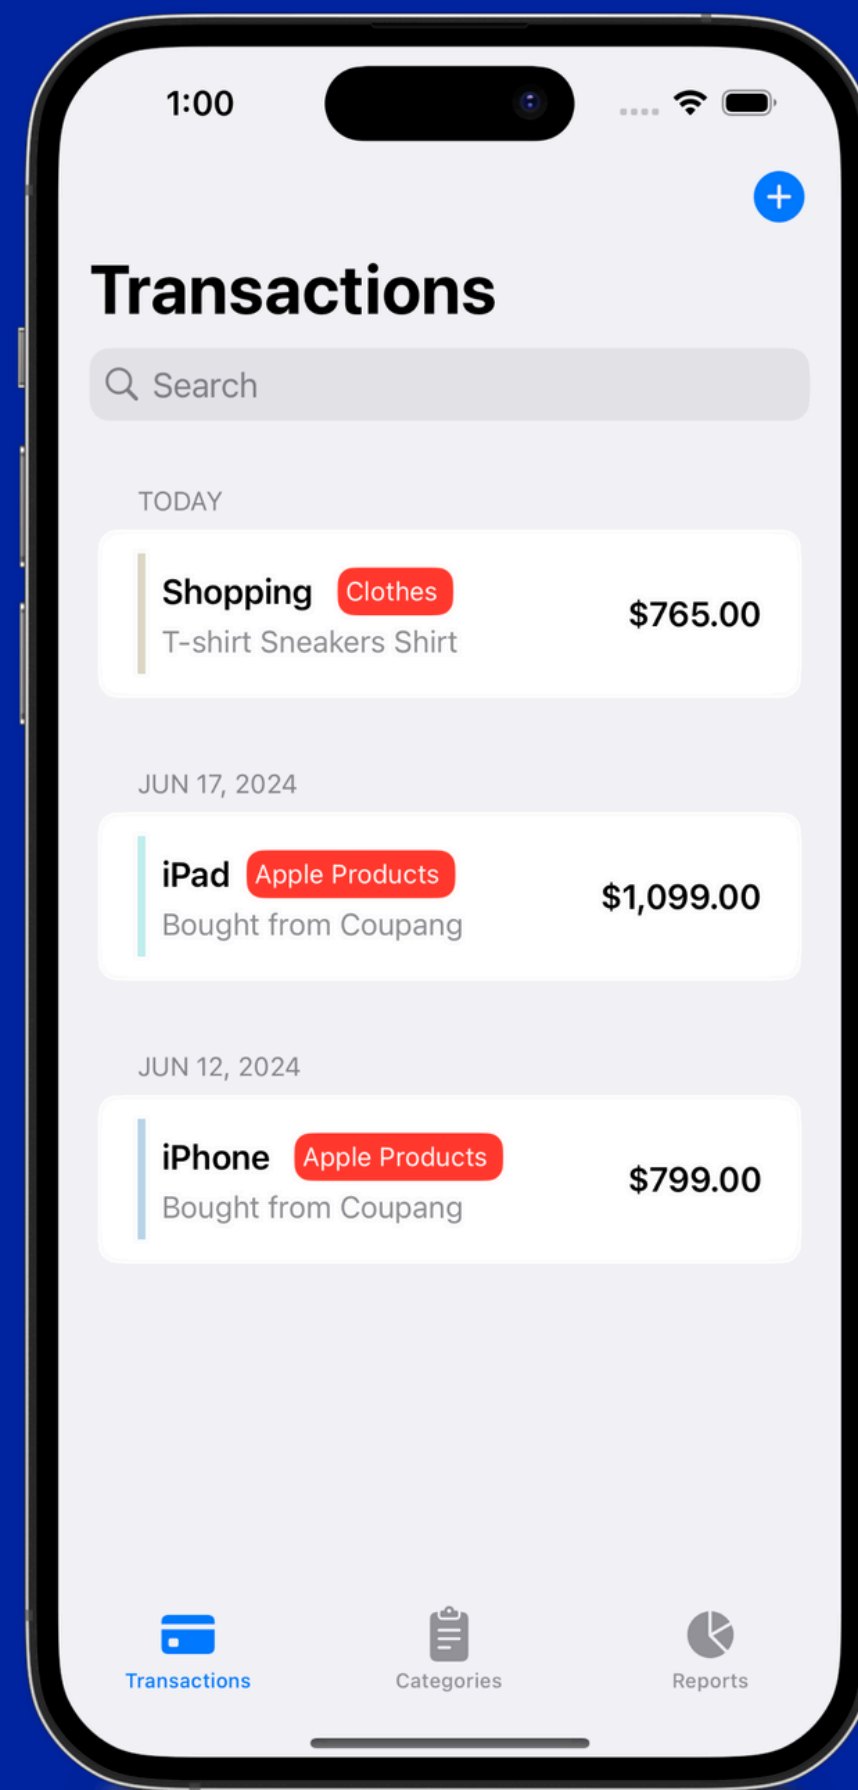 1:00
Transactions
Search
TODAY
Shopping Clothes
T-shirt Sneakers Shirt
$765.00
JUN 17, 2024
iPad Apple Products
Bought from Coupang
$1,099.00
JUN 12, 2024
iPhone Apple Products
Bought from Coupang
$799.00
Transactions Categories Reports